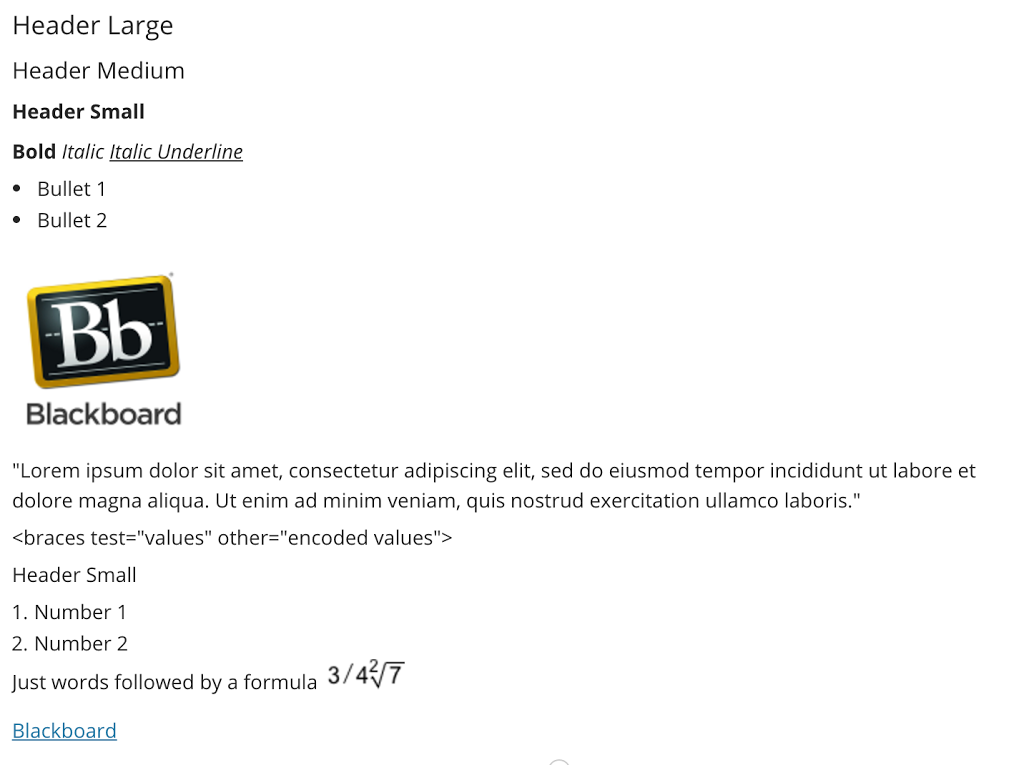 Header Large
Header Medium
Header Small
Bold Italic Italic Underline
• Bullet 1
• Bullet 2
Bb
Blackboard
"Lorem ipsum dolor sit amet, consectetur adipiscing elit, sed do eiusmod tempor incididunt ut labore et
dolore magna aliqua. Ut enim ad minim veniam, quis nostrud exercitation ullamco laboris."
<braces test="values" other="encoded values">
Header Small
1. Number 1
2. Number 2
Just words followed by a formula 3/4²√7
Blackboard